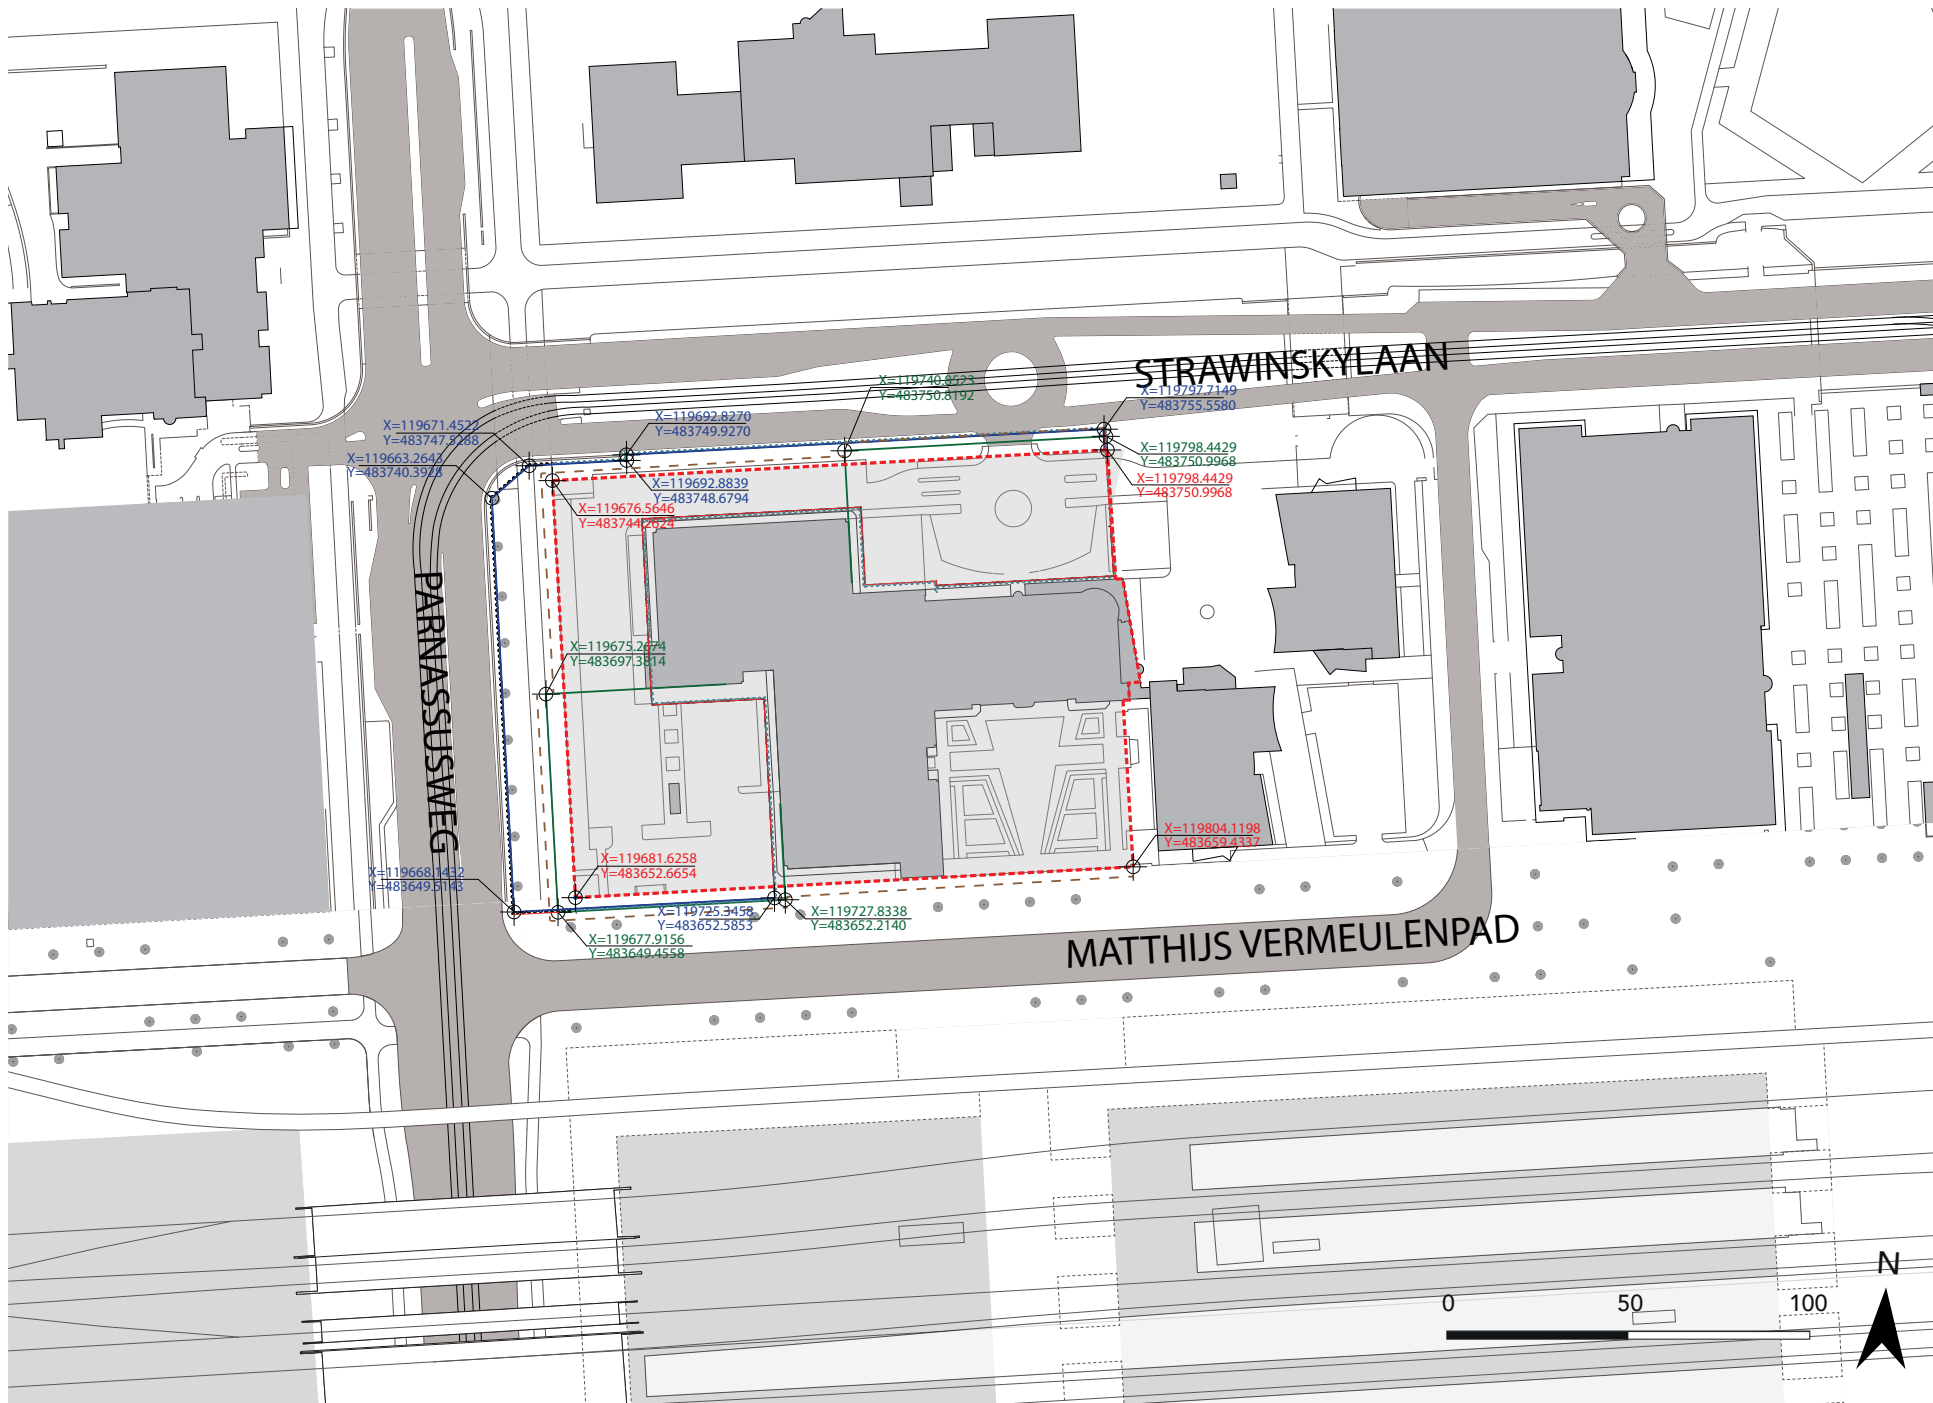 STRAWINSKYLAAN
X=119740.8523
Y=483750.8192
X=119797.7149
Y=483755.5580
X=119692.8270
Y=483749.9270
X=119671.4522
Y=483747.5288
X=119663.2643
Y=483740.3928
X=119798.4429
Y=483750.9968
X=119692.8839
Y=483748.6794
X=119798.4429
Y=483750.9968
X=119676.5646
Y=483744.2624
PARNASSUSWEG
X=119675.2674
Y=483697.3814
X=119804.1198
Y=483659.4337
X=119681.6258
Y=483652.6654
X=119668.1432
Y=483649.5143
X=119725.3458
Y=483652.5853
X=119727.8338
Y=483652.2140
X=119677.9156
Y=483649.4558
MATTHIJS VERMEULENPAD
N
0 50 100